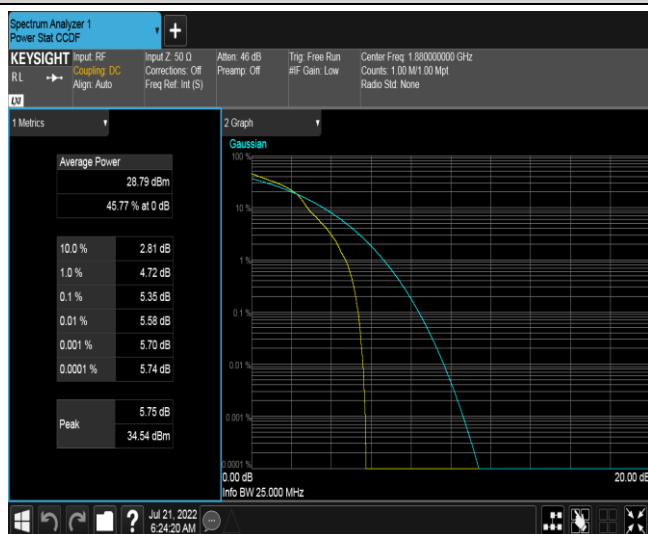 Spectrum Analyzer 1
Power Stat CCDF
+
KEYSIGHT
RL
LXI
Input: RF
Coupling: DC
Align: Auto
Input Z: 50 Ω
Corrections: Off
Freq Ref: Int (S)
Atten: 46 dB
Preamp: Off
Trig: Free Run
#IF Gain: Low
Center Freq: 1.880000000 GHz
Counts: 1.00 M/1.00 Mpt
Radio Std: None
1 Metrics
Average Power
28.79 dBm
45.77 % at 0 dB
10.0 % 2.81 dB
1.0 % 4.72 dB
0.1 % 5.35 dB
0.01 % 5.58 dB
0.001 % 5.70 dB
0.0001 % 5.74 dB
Peak
5.75 dB
34.54 dBm
2 Graph
Gaussian
100 %
10 %
1 %
0.1 %
0.01 %
0.001 %
0.0001 %
0.00 dB 20.00 dB
Info BW 25.000 MHz
?
Jul 21, 2022
6:24:20 AM